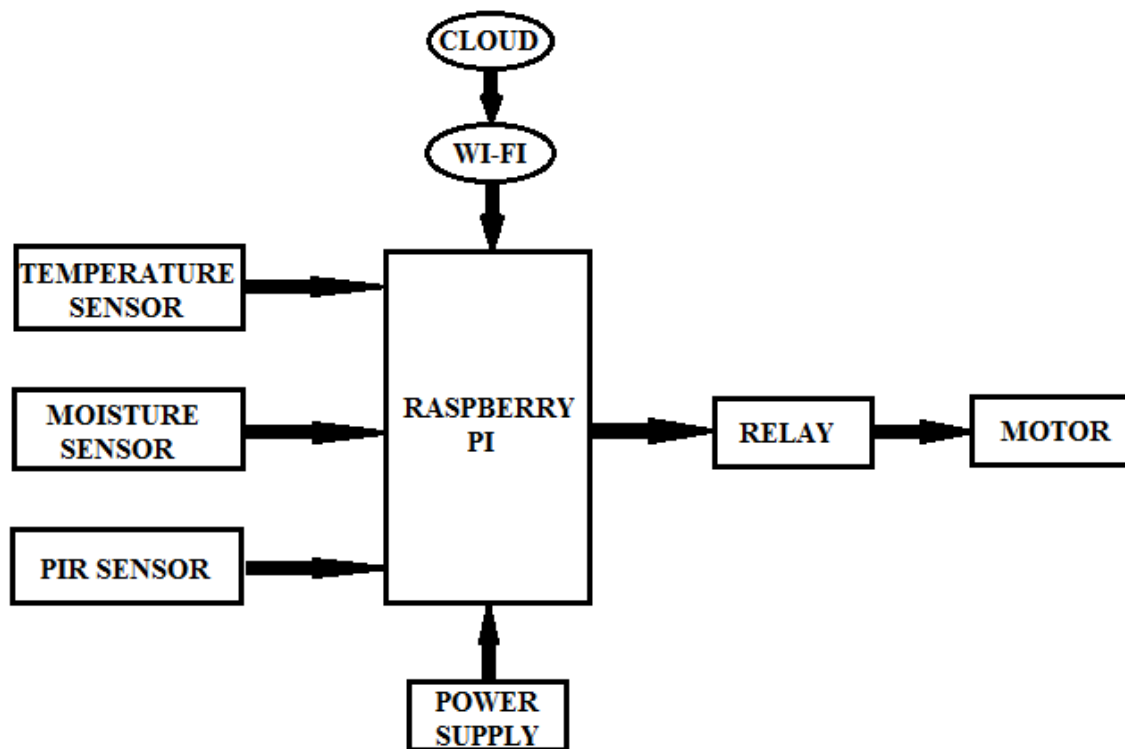 CLOUD
WI-FI
TEMPERATURE
SENSOR
MOISTURE
SENSOR
RASPBERRY
PI
RELAY
MOTOR
PIR SENSOR
POWER
SUPPLY